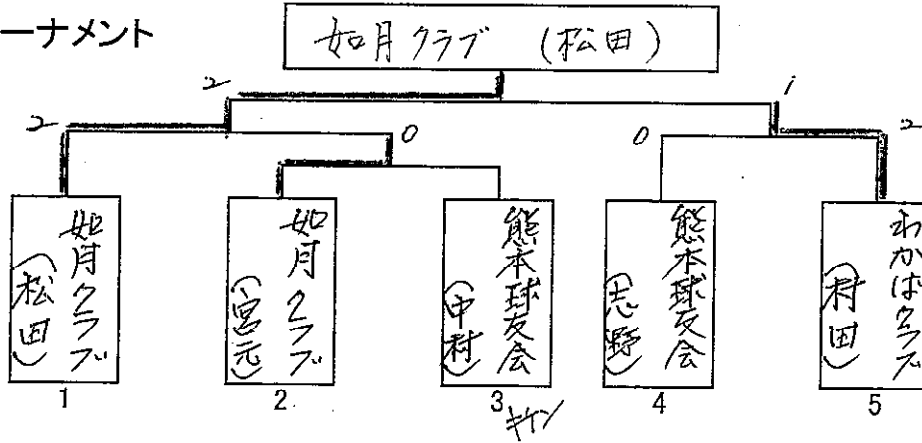 ーナメント
如月クラブ (松田)
2
1
2
0
0
2
如月クラブ
(松田)
如月クラブ
(宮元)
熊本球友会
(中村)
熊本球友会
(志野)
わかばクラブ
(村田)
1
2
3
4
5
キケン